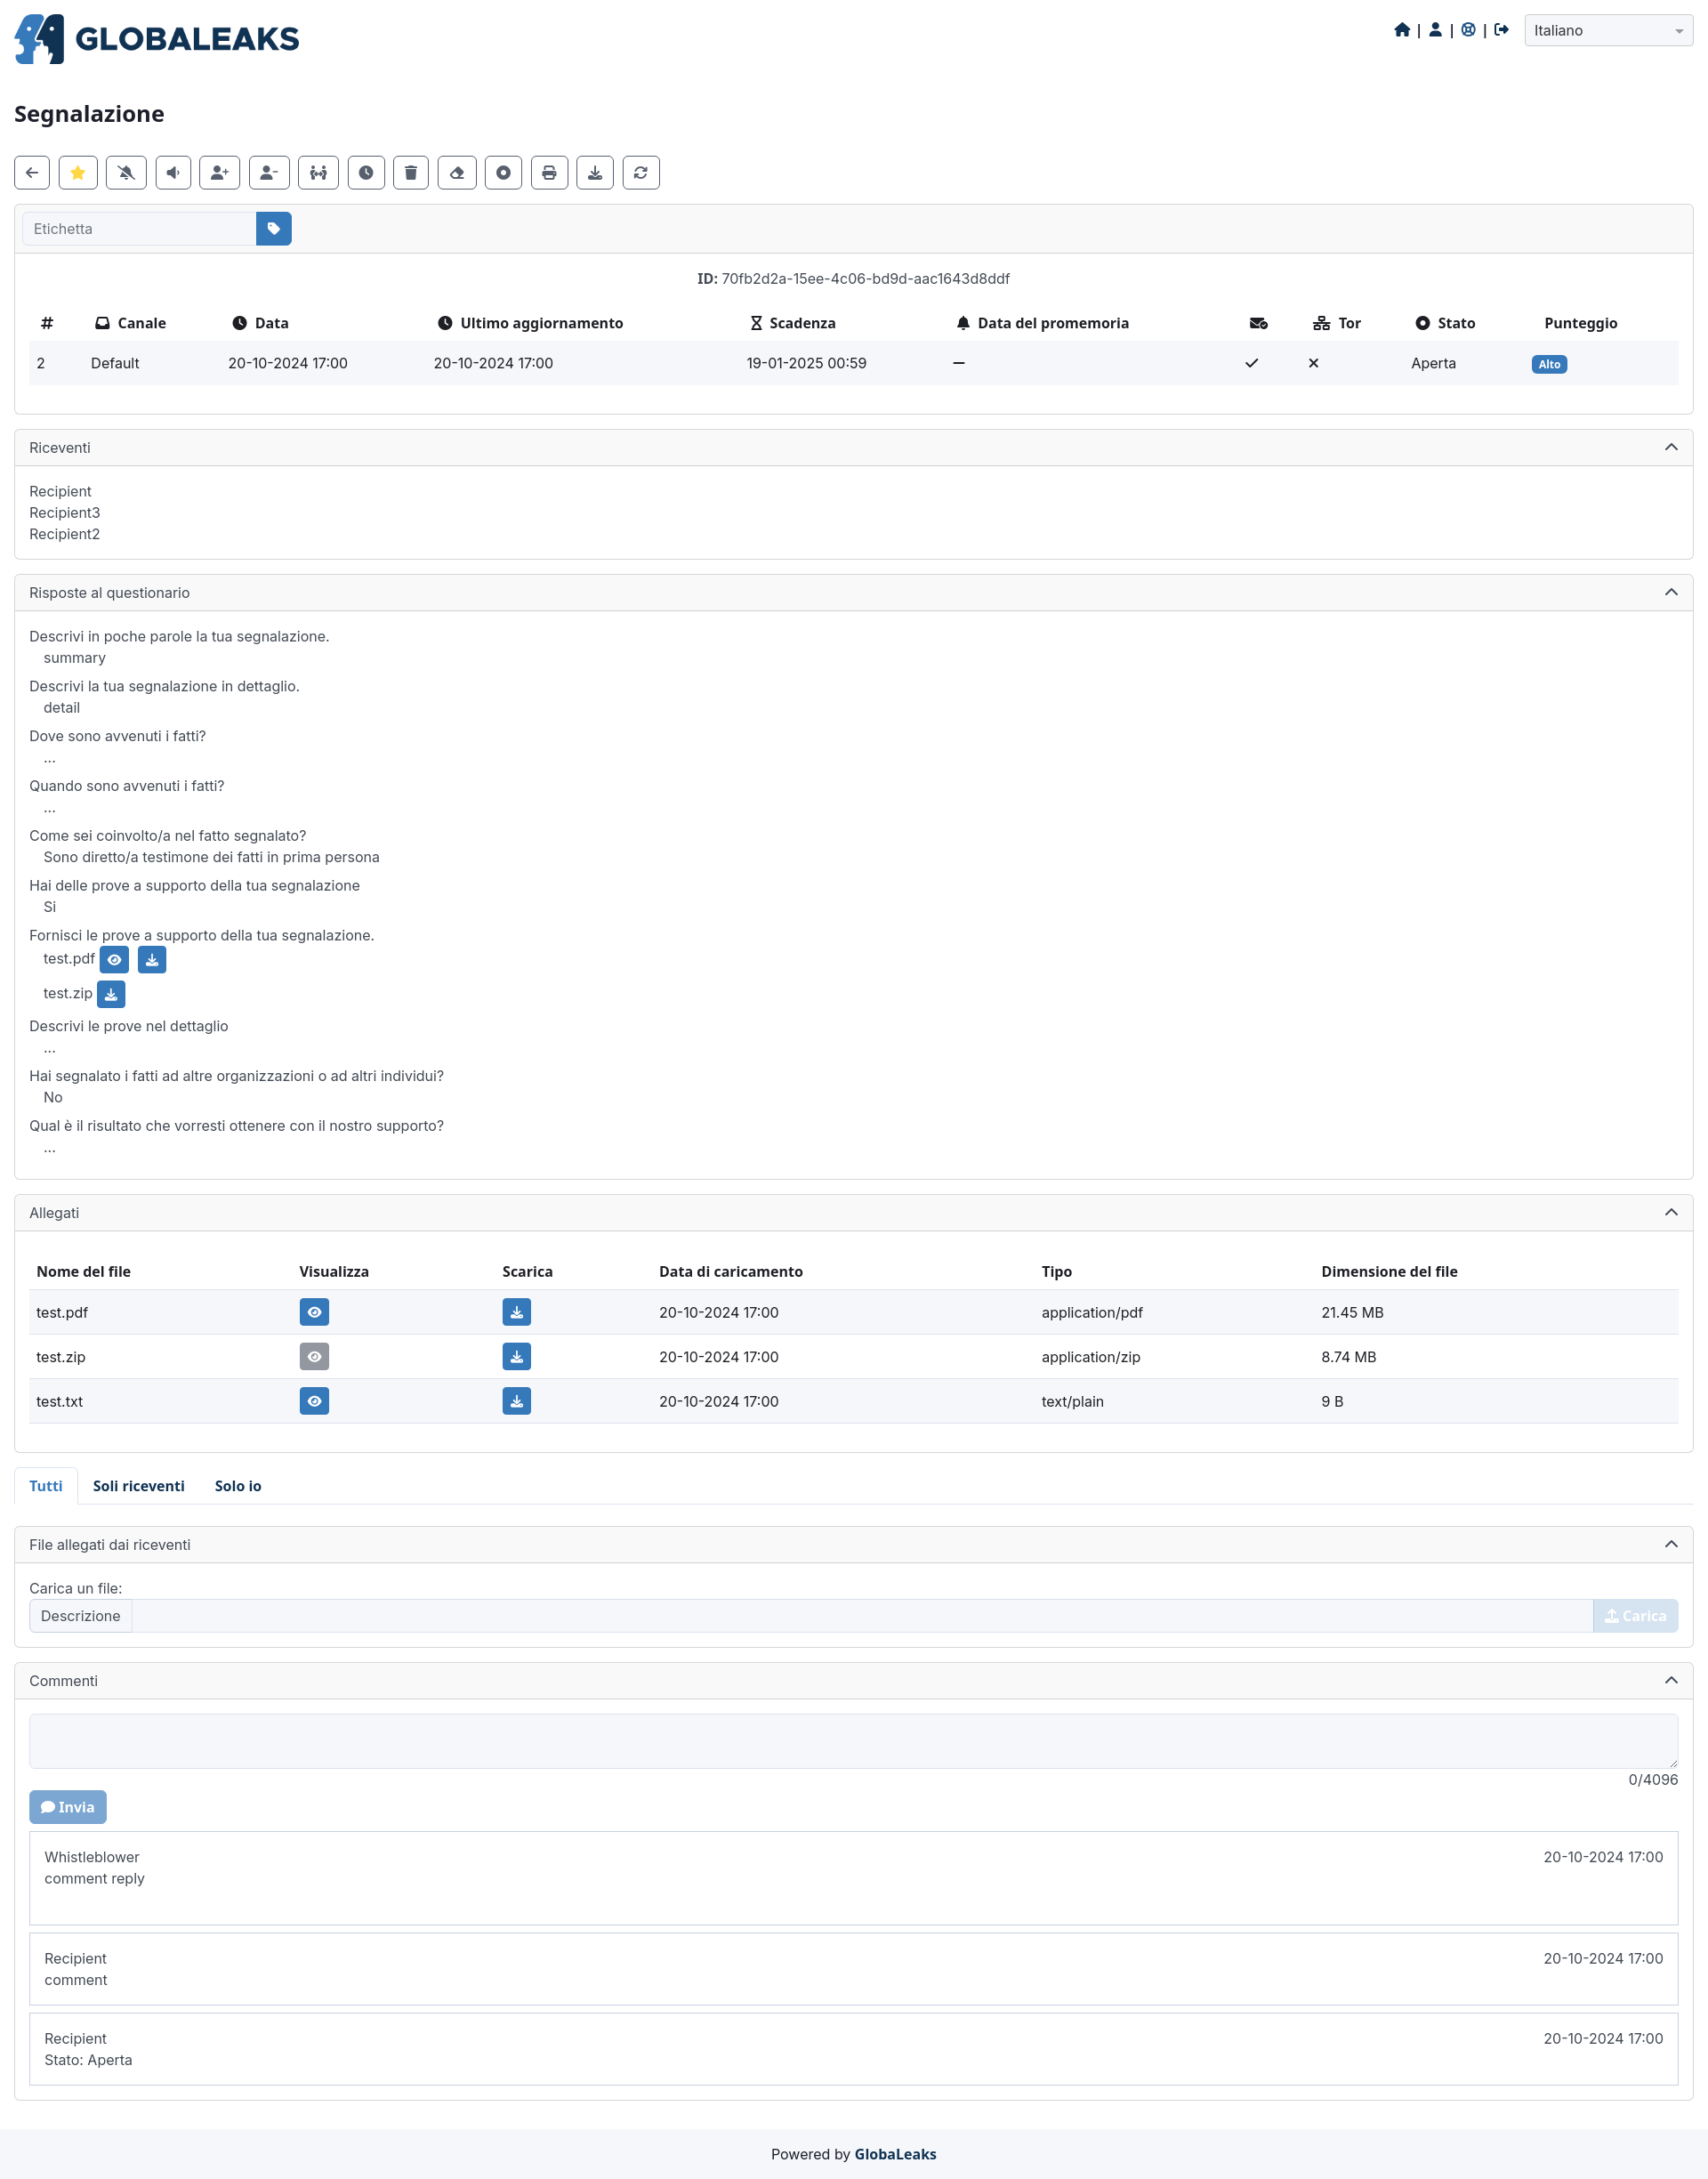 GLOBALEAKS
| | | Italiano
Segnalazione
Etichetta
ID: 70fb2d2a-15ee-4c06-bd9d-aac1643d8ddf
# Canale Data Ultimo aggiornamento Scadenza Data del promemoria Tor Stato Punteggio
2 Default 20-10-2024 17:00 20-10-2024 17:00 19-01-2025 00:59 — Aperta Alto
Riceventi
Recipient
Recipient3
Recipient2
Risposte al questionario
Descrivi in poche parole la tua segnalazione.
summary
Descrivi la tua segnalazione in dettaglio.
detail
Dove sono avvenuti i fatti?
...
Quando sono avvenuti i fatti?
...
Come sei coinvolto/a nel fatto segnalato?
Sono diretto/a testimone dei fatti in prima persona
Hai delle prove a supporto della tua segnalazione
Si
Fornisci le prove a supporto della tua segnalazione.
test.pdf
test.zip
Descrivi le prove nel dettaglio
...
Hai segnalato i fatti ad altre organizzazioni o ad altri individui?
No
Qual è il risultato che vorresti ottenere con il nostro supporto?
...
Allegati
Nome del file Visualizza Scarica Data di caricamento Tipo Dimensione del file
test.pdf 20-10-2024 17:00 application/pdf 21.45 MB
test.zip 20-10-2024 17:00 application/zip 8.74 MB
test.txt 20-10-2024 17:00 text/plain 9 B
Tutti Soli riceventi Solo io
File allegati dai riceventi
Carica un file:
Descrizione Carica
Commenti
0/4096
Invia
Whistleblower 20-10-2024 17:00
comment reply
Recipient 20-10-2024 17:00
comment
Recipient 20-10-2024 17:00
Stato: Aperta
Powered by GlobaLeaks